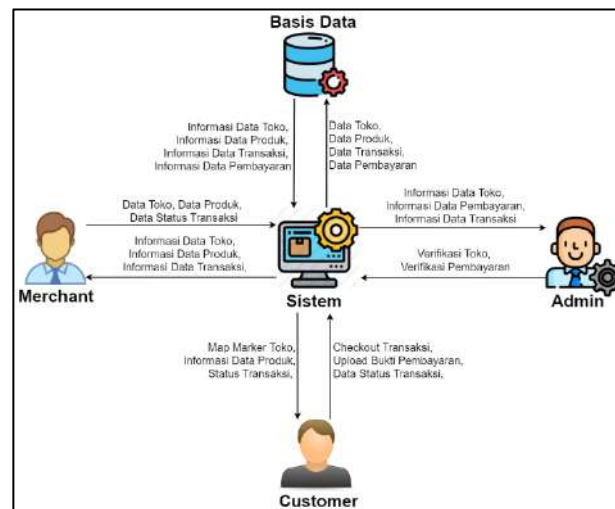 Basis Data
Informasi Data Toko,
Informasi Data Produk,
Informasi Data Transaksi,
Informasi Data Pembayaran
Data Toko,
Data Produk,
Data Transaksi,
Data Pembayaran
Data Toko, Data Produk,
Data Status Transaksi
Informasi Data Toko,
Informasi Data Produk,
Informasi Data Transaksi,
Merchant
Sistem
Informasi Data Toko,
Informasi Data Pembayaran,
Informasi Data Transaksi
Verifikasi Toko,
Verifikasi Pembayaran
Admin
Map Marker Toko,
Informasi Data Produk,
Status Transaksi,
Checkout Transaksi,
Upload Bukti Pembayaran,
Data Status Transaksi,
Customer